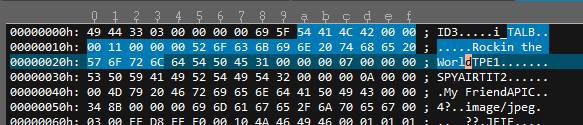 0 1 2 3 4 5 6 7 8 9 a b c d e f
00000000h: 49 44 33 03 00 00 00 00 69 5F 54 41 4C 42 00 00 ; ID3.....i_TALB..
00000010h: 00 11 00 00 00 52 6F 63 6B 69 6E 20 74 68 65 20 ; .....Rockin the
00000020h: 57 6F 72 6C 64 54 50 45 31 00 00 00 07 00 00 00 ; WorldTPE1.......
00000030h: 53 50 59 41 49 52 54 49 54 32 00 00 00 0A 00 00 ; SPYAIRTIT2......
00000040h: 00 4D 79 20 46 72 69 65 6E 64 41 50 49 43 00 00 ; .My FriendAPIC..
00000050h: 34 8B 00 00 00 69 6D 61 67 65 2F 6A 70 65 67 00 ; 4?..image/jpeg.